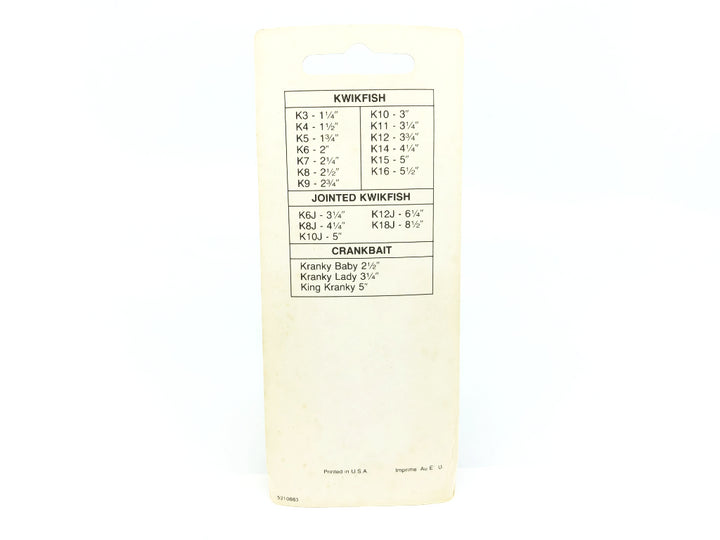 KWIKFISH
K3 - 1¼"
K4 - 1½"
K5 - 1¾"
K6 - 2"
K7 - 2¼"
K8 - 2½"
K9 - 2¾"
K10 - 3"
K11 - 3¼"
K12 - 3¾"
K14 - 4¼"
K15 - 5"
K16 - 5½"
JOINTED KWIKFISH
K6J - 3¼"
K8J - 4¼"
K10J - 5"
K12J - 6¼"
K18J - 8½"
CRANKBAIT
Kranky Baby 2½"
Kranky Lady 3¼"
King Kranky 5"
Printed in U.S.A.
Imprime Au E U